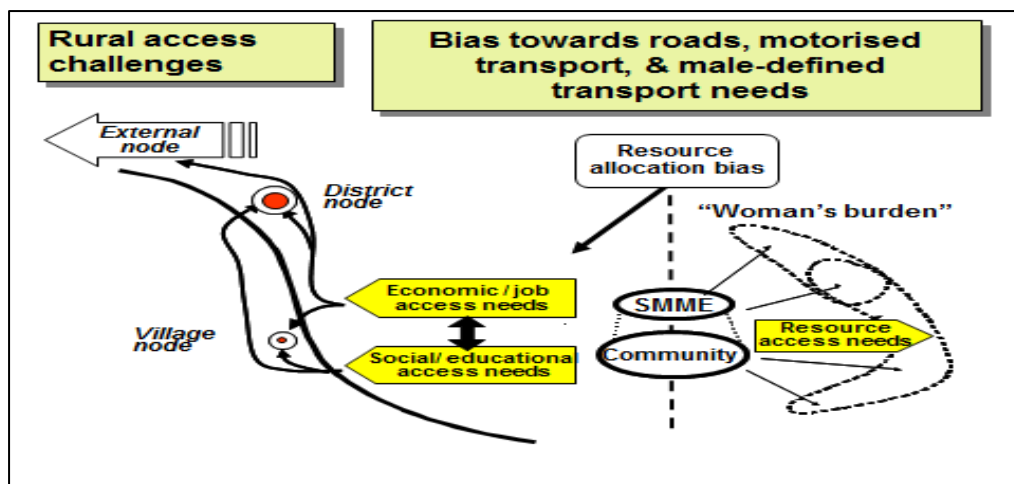 Rural access
challenges
Bias towards roads, motorised
transport, & male-defined
transport needs
External
node
District
node
Resource
allocation bias
“Woman’s burden”
Economic / job
access needs
SMME
Village
node
Resource
access needs
Social/ educational
access needs
Community